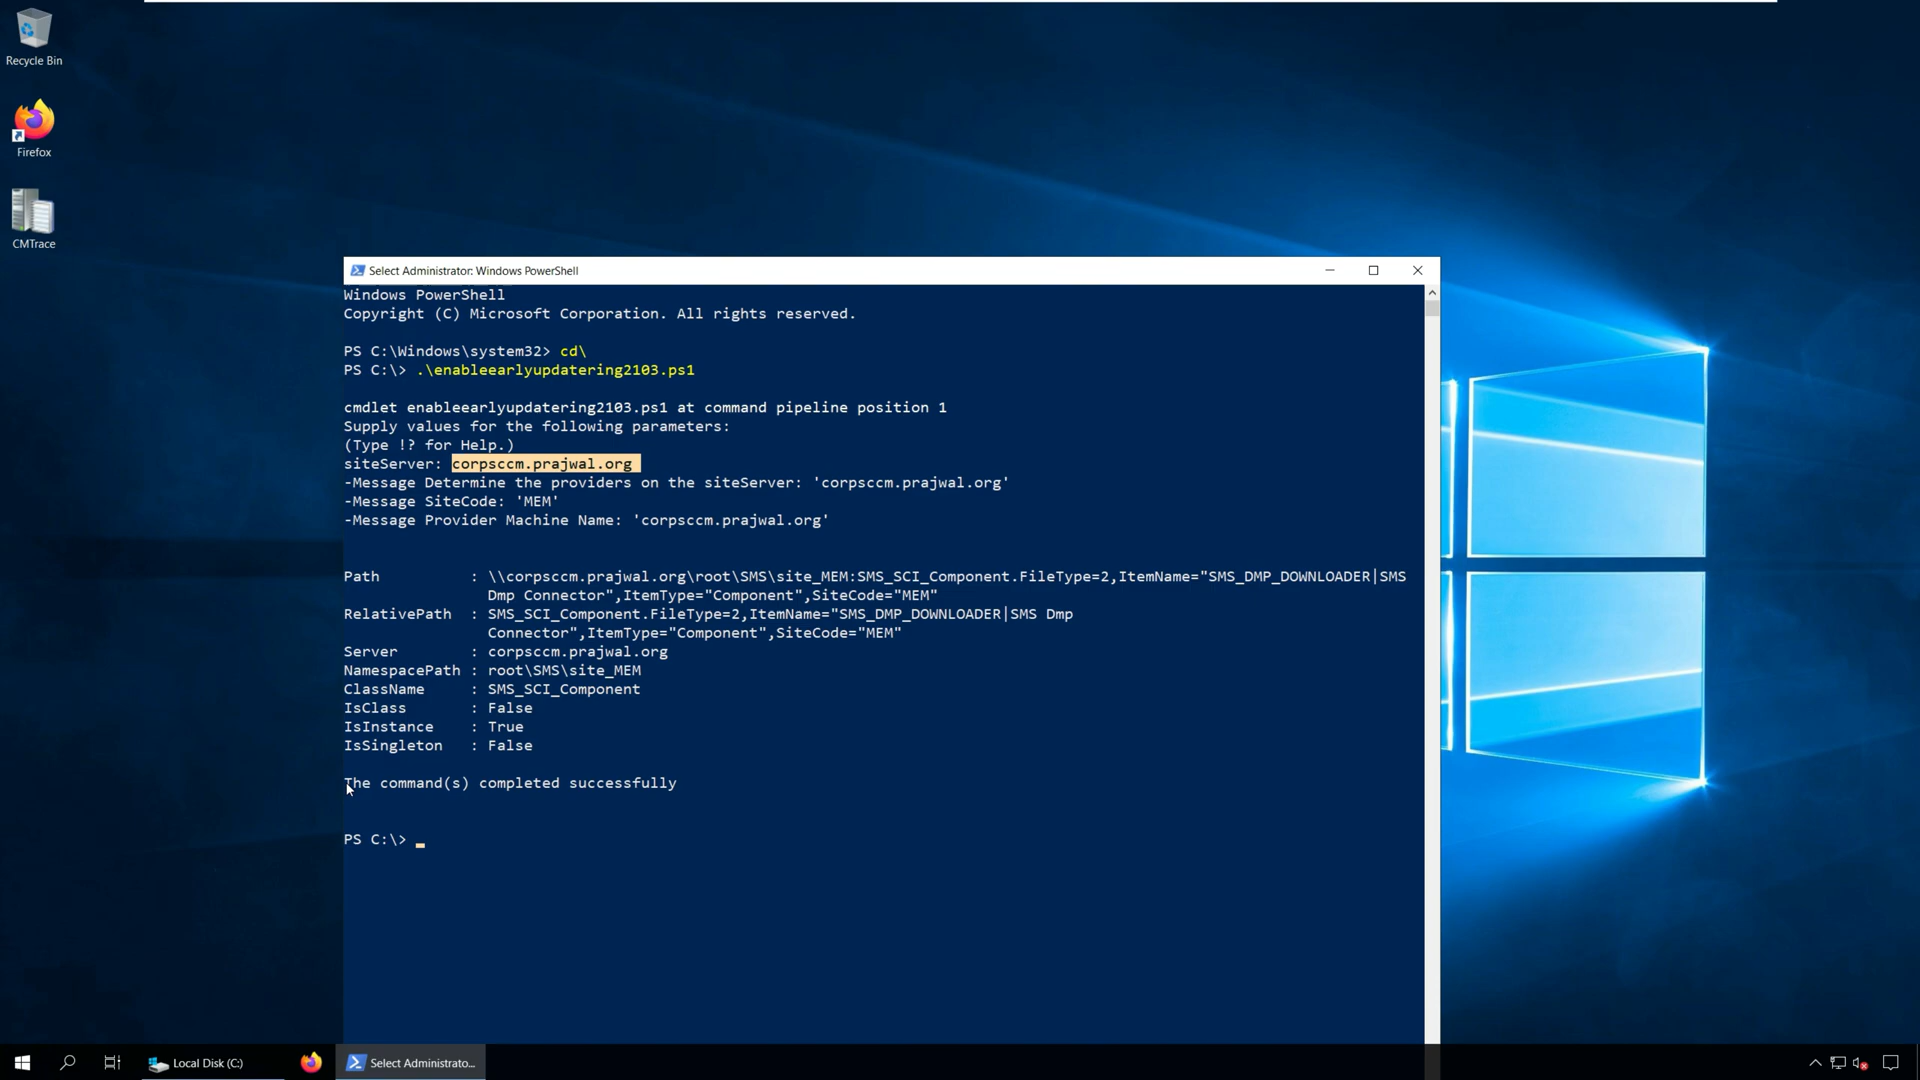 Recycle Bin
Firefox
CMTrace
Select Administrator: Windows PowerShell
Windows PowerShell
Copyright (C) Microsoft Corporation. All rights reserved.
PS C:\Windows\system32> cd\
PS C:\> .\enableearlyupdatering2103.ps1
cmdlet enableearlyupdatering2103.ps1 at command pipeline position 1
Supply values for the following parameters:
(Type !? for Help.)
siteServer: corpsccm.prajwal.org
-Message Determine the providers on the siteServer: 'corpsccm.prajwal.org'
-Message SiteCode: 'MEM'
-Message Provider Machine Name: 'corpsccm.prajwal.org'
Path : \\corpsccm.prajwal.org\root\SMS\site_MEM:SMS_SCI_Component.FileType=2,ItemName="SMS_DMP_DOWNLOADER|SMS
Dmp Connector",ItemType="Component",SiteCode="MEM"
RelativePath : SMS_SCI_Component.FileType=2,ItemName="SMS_DMP_DOWNLOADER|SMS Dmp
Connector",ItemType="Component",SiteCode="MEM"
Server : corpsccm.prajwal.org
NamespacePath : root\SMS\site_MEM
ClassName : SMS_SCI_Component
IsClass : False
IsInstance : True
IsSingleton : False
The command(s) completed successfully
PS C:\>
Local Disk (C:)
Select Administrato...